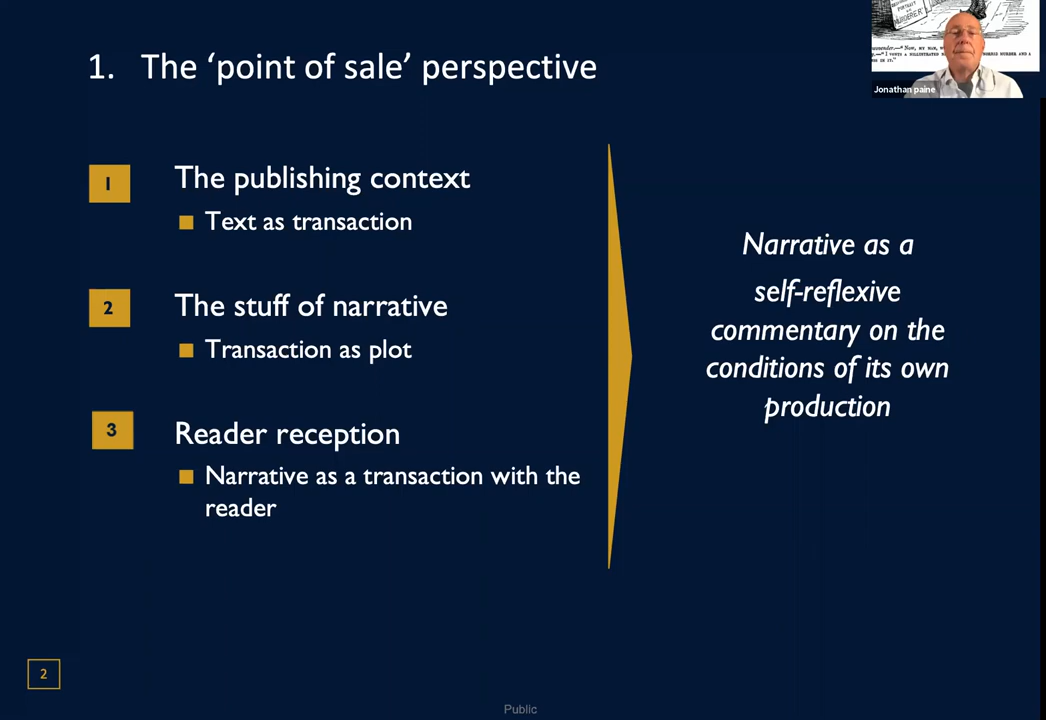 1. The ‘point of sale’ perspective
PORTRAIT
MURDERER
Jonathan paine
1
The publishing context
■ Text as transaction
2
The stuff of narrative
■ Transaction as plot
3
Reader reception
■ Narrative as a transaction with the
reader
Narrative as a
self-reflexive
commentary on the
conditions of its own
production
2
Public